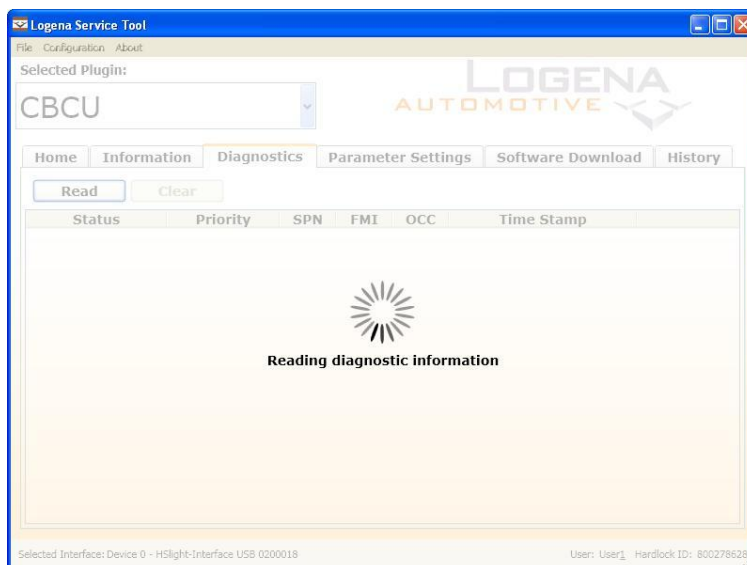 Logena Service Tool
File Configuration About
Selected Plugin:
CBCU
LOGENA
AUTOMOTIVE
Home Information Diagnostics Parameter Settings Software Download History
Read Clear
Status Priority SPN FMI OCC Time Stamp
Reading diagnostic information
Selected Interface: Device 0 - HSlight-Interface USB 0200018 User: User1 Hardlock ID: 800278628